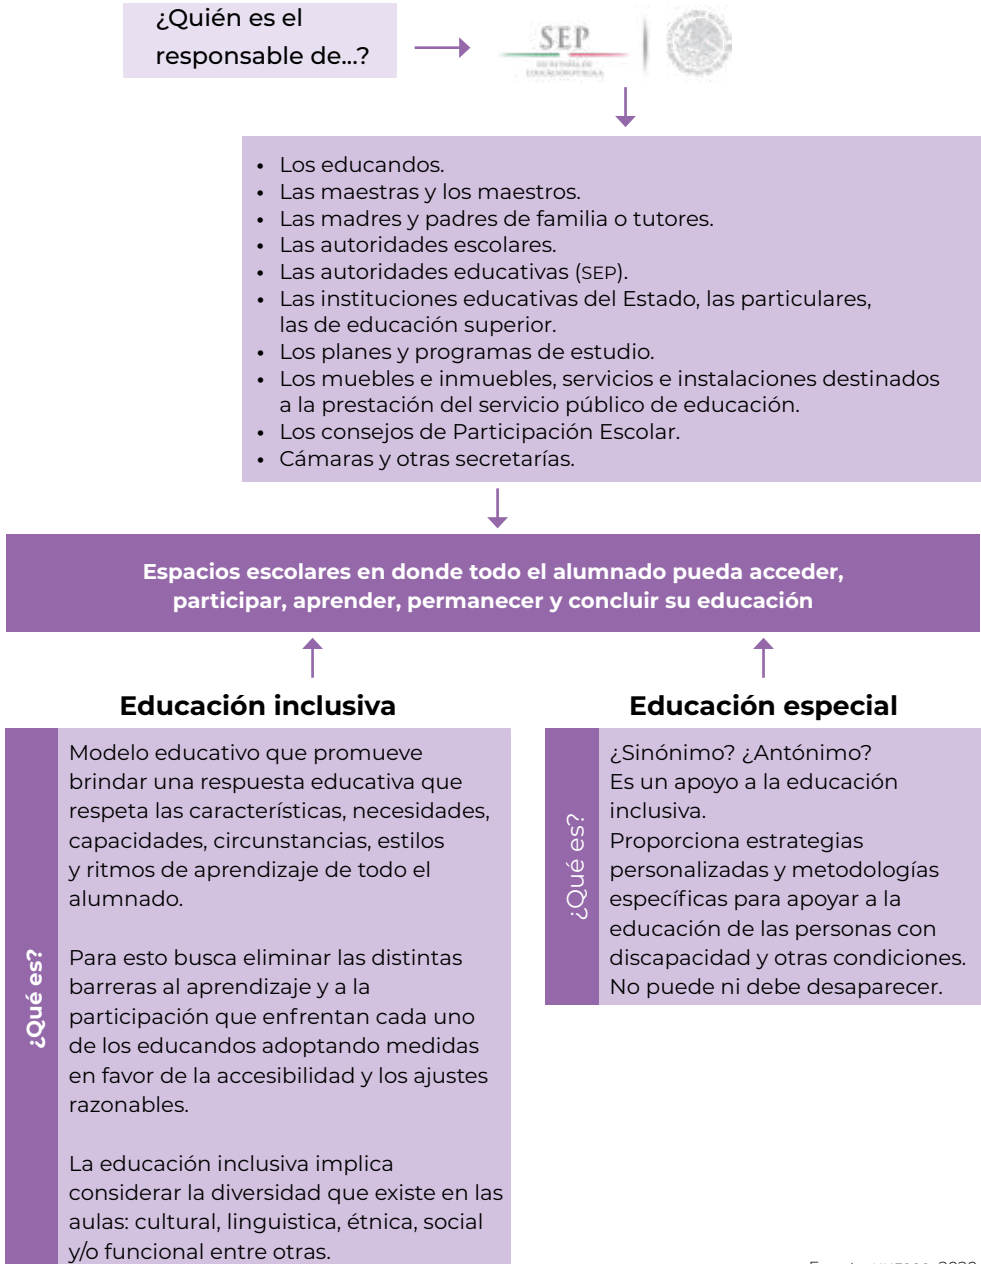 ¿Quién es el
responsable de...?
SEP
SECRETARÍA DE
EDUCACIÓN PÚBLICA
• Los educandos.
• Las maestras y los maestros.
• Las madres y padres de familia o tutores.
• Las autoridades escolares.
• Las autoridades educativas (SEP).
• Las instituciones educativas del Estado, las particulares,
las de educación superior.
• Los planes y programas de estudio.
• Los muebles e inmuebles, servicios e instalaciones destinados
a la prestación del servicio público de educación.
• Los consejos de Participación Escolar.
• Cámaras y otras secretarías.
Espacios escolares en donde todo el alumnado pueda acceder,
participar, aprender, permanecer y concluir su educación
Educación inclusiva
¿Qué es?
Modelo educativo que promueve
brindar una respuesta educativa que
respeta las características, necesidades,
capacidades, circunstancias, estilos
y ritmos de aprendizaje de todo el
alumnado.
Para esto busca eliminar las distintas
barreras al aprendizaje y a la
participación que enfrentan cada uno
de los educandos adoptando medidas
en favor de la accesibilidad y los ajustes
razonables.
La educación inclusiva implica
considerar la diversidad que existe en las
aulas: cultural, linguistica, étnica, social
y/o funcional entre otras.
Educación especial
¿Qué es?
¿Sinónimo? ¿Antónimo?
Es un apoyo a la educación
inclusiva.
Proporciona estrategias
personalizadas y metodologías
específicas para apoyar a la
educación de las personas con
discapacidad y otras condiciones.
No puede ni debe desaparecer.